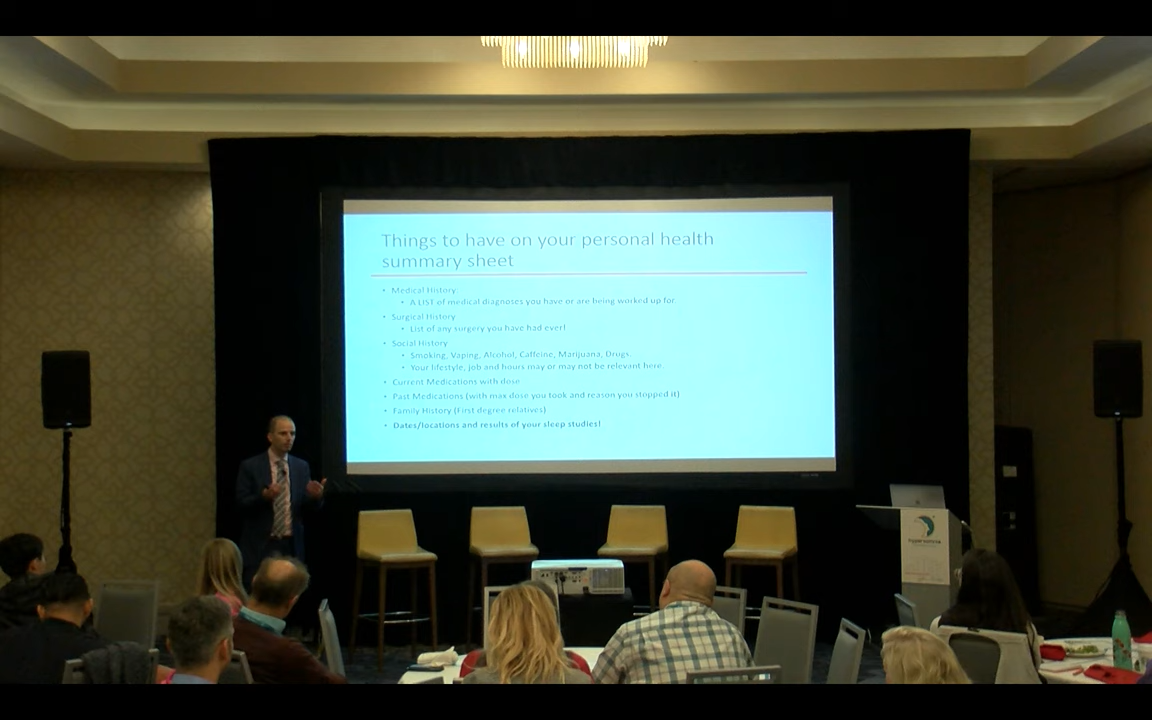 Things to have on your personal health
summary sheet
• Medical History:
• A LIST of medical diagnoses you have or are being worked up for.
• Surgical History
• List of any surgery you have had ever!
• Social History
• Smoking, Vaping, Alcohol, Caffeine, Marijuana, Drugs.
• Your lifestyle, job and hours may or may not be relevant here.
• Current Medications with dose
• Past Medications (with max dose you took and reason you stopped it)
• Family History (First degree relatives)
• Dates/locations and results of your sleep studies!
hypersomnia